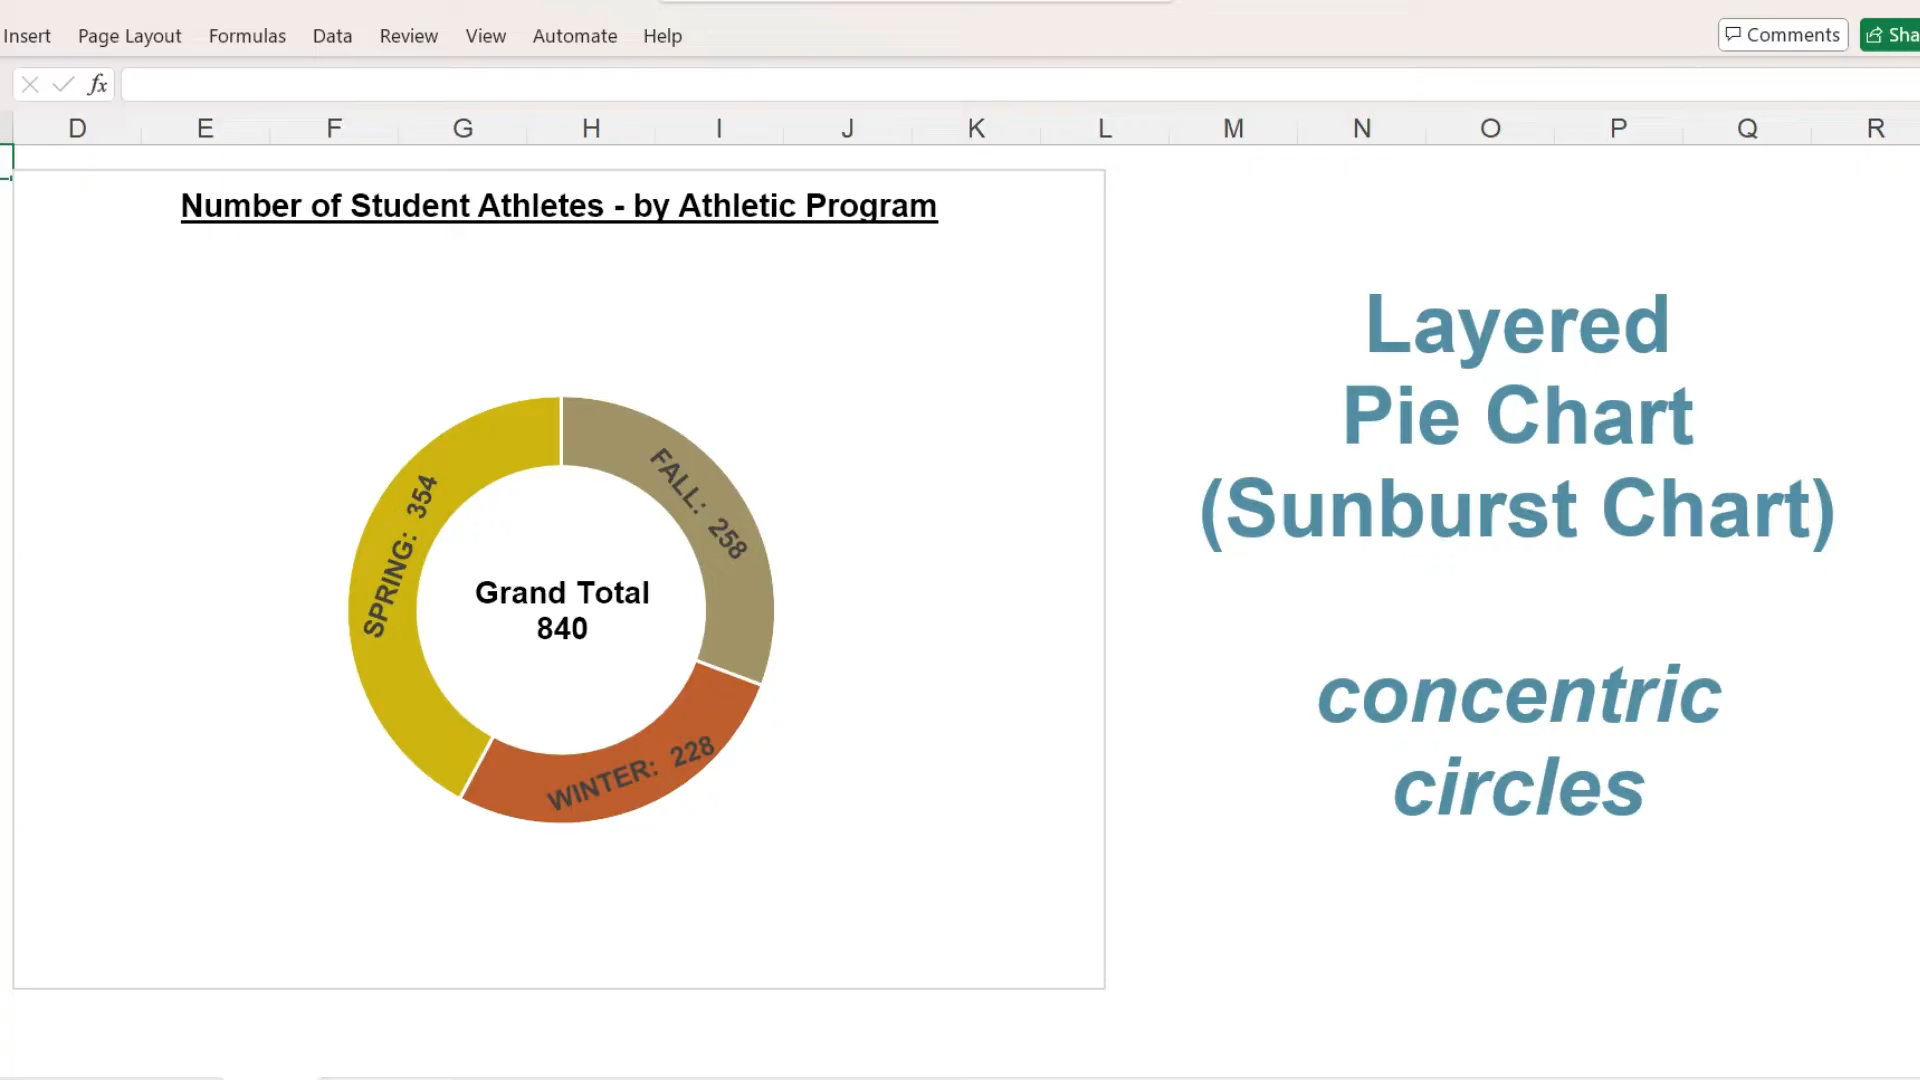 Insert Page Layout Formulas Data Review View Automate Help Comments Sha
fx
D E F G H I J K L M N O P Q R
Number of Student Athletes - by Athletic Program
FALL: 258
SPRING: 354
Grand Total
840
WINTER: 228
Layered
Pie Chart
(Sunburst Chart)
concentric
circles